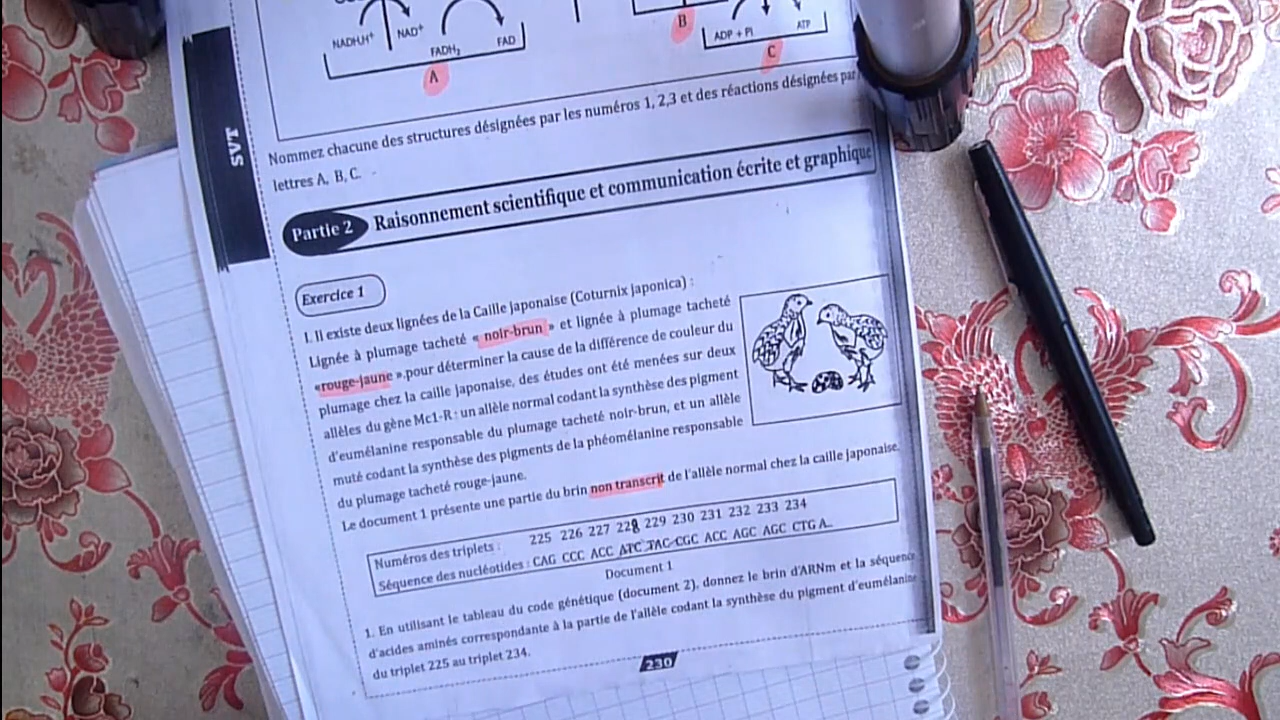 NADH,H⁺ NAD⁺ FADH₂ FAD
A
B
ADP + Pi ATP
C
SVT
Nommez chacune des structures désignées par les numéros 1, 2,3 et des réactions désignées par
lettres A, B, C.
Partie 2 Raisonnement scientifique et communication écrite et graphique
Exercice 1
I. Il existe deux lignées de la Caille japonaise (Coturnix japonica) :
Lignée à plumage tacheté « noir-brun » et lignée à plumage tacheté
«rouge-jaune ».pour déterminer la cause de la différence de couleur du
plumage chez la caille japonaise, des études ont été menées sur deux
allèles du gène Mc1-R : un allèle normal codant la synthèse des pigment
d'eumélanine responsable du plumage tacheté noir-brun, et un allèle
muté codant la synthèse des pigments de la phéomélanine responsable
du plumage tacheté rouge-jaune.
Le document 1 présente une partie du brin non transcrit de l'allèle normal chez la caille japonaise.
Numéros des triplets : 225 226 227 228 229 230 231 232 233 234
Séquence des nucléotides : CAG CCC ACC ATC TAC CGC ACC AGC AGC CTG A...
Document 1
1. En utilisant le tableau du code génétique (document 2), donnez le brin d'ARNm et la séquence
d'acides aminés correspondante à la partie de l'allèle codant la synthèse du pigment d'eumélanine
du triplet 225 au triplet 234.
230